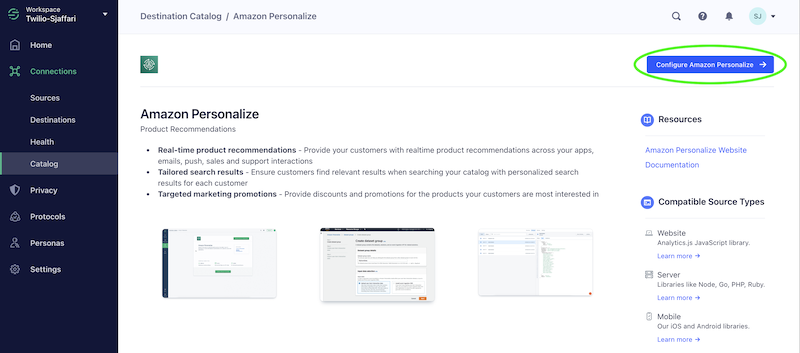 Workspace
Twilio-Sjaffari
Home
Connections
Sources
Destinations
Health
Catalog
Privacy
Protocols
Personas
Settings
Destination Catalog / Amazon Personalize
SJ
Configure Amazon Personalize →
Amazon Personalize
Product Recommendations
• Real-time product recommendations - Provide your customers with realtime product recommendations across your apps,
emails, push, sales and support interactions
• Tailored search results - Ensure customers find relevant results when searching your catalog with personalized search
results for each customer
• Targeted marketing promotions - Provide discounts and promotions for the products your customers are most interested in
Create dataset group
Resources
Amazon Personalize Website
Documentation
Compatible Source Types
Website
Analytics.js JavaScript library.
Learn more →
Server
Libraries like Node, Go, PHP, Ruby.
Learn more →
Mobile
Our iOS and Android libraries.
Learn more →